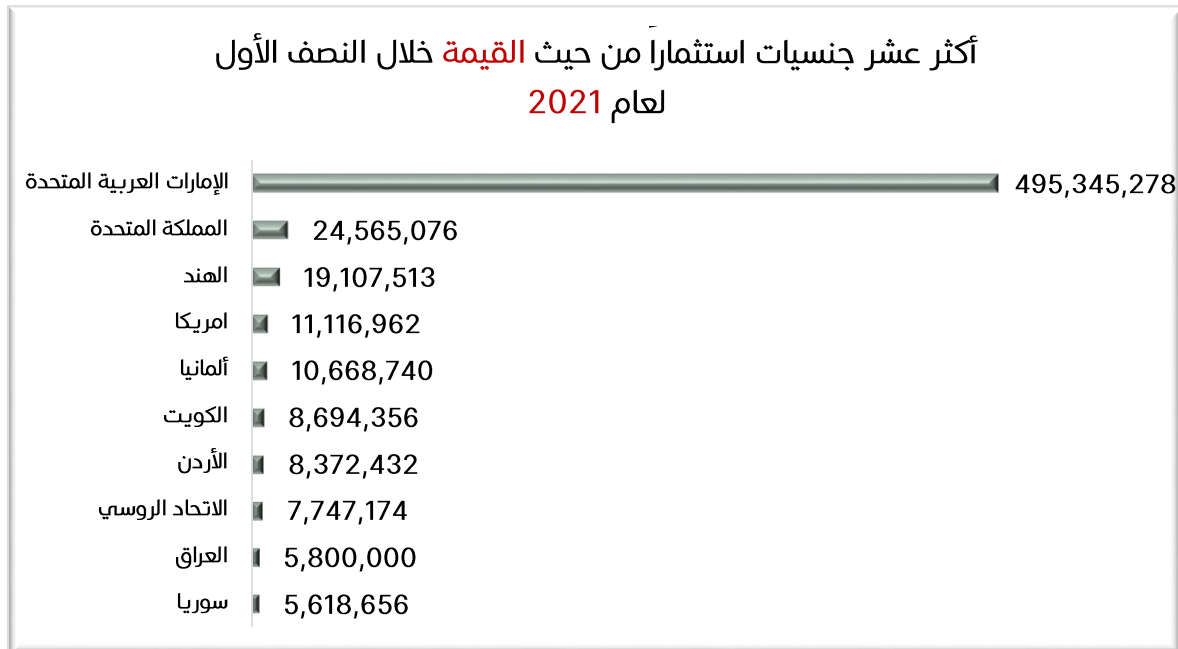 أكثر عشر جنسيات استثماراً من حيث القيمة خلال النصف الأول
لعام 2021
الإمارات العربية المتحدة 495,345,278
المملكة المتحدة 24,565,076
الهند 19,107,513
امريكا 11,116,962
ألمانيا 10,668,740
الكويت 8,694,356
الأردن 8,372,432
الاتحاد الروسي 7,747,174
العراق 5,800,000
سوريا 5,618,656